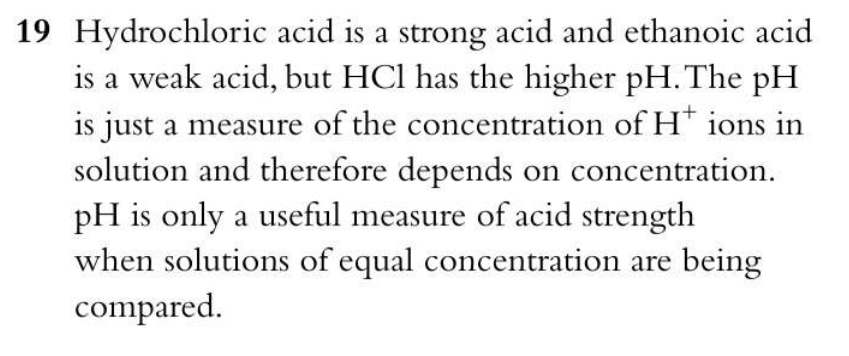 19 Hydrochloric acid is a strong acid and ethanoic acid
is a weak acid, but HCl has the higher pH. The pH
is just a measure of the concentration of H⁺ ions in
solution and therefore depends on concentration.
pH is only a useful measure of acid strength
when solutions of equal concentration are being
compared.